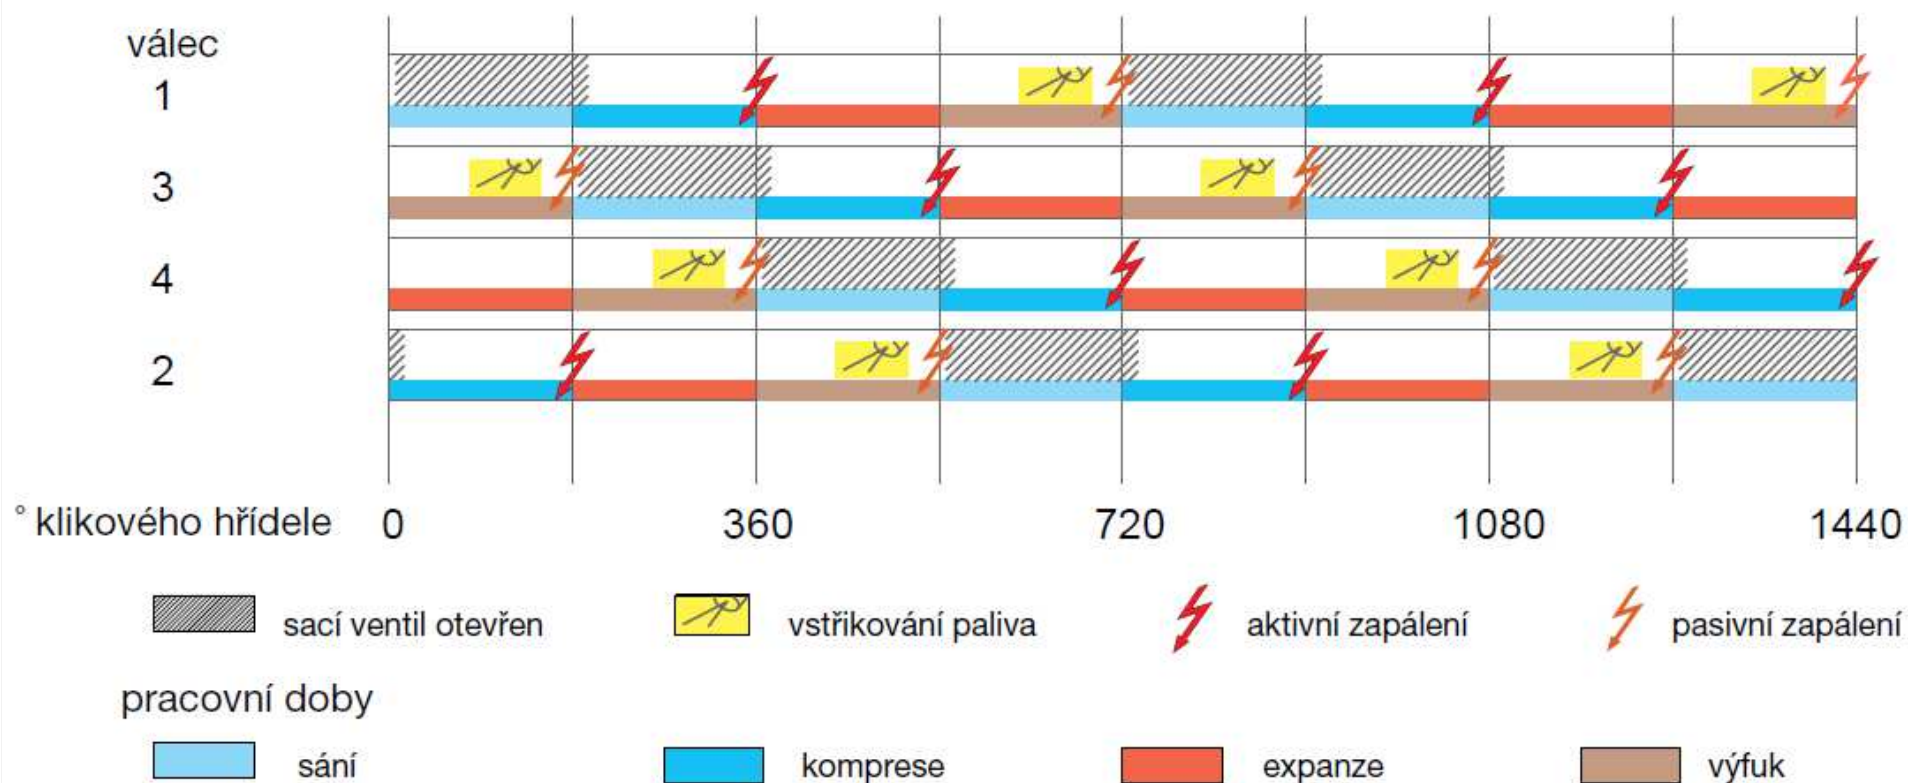 válec
1
3
4
2
° klikového hřídele 0 360 720 1080 1440
sací ventil otevřen vstřikování paliva aktivní zapálení pasivní zapálení
pracovní doby
sání komprese expanze výfuk